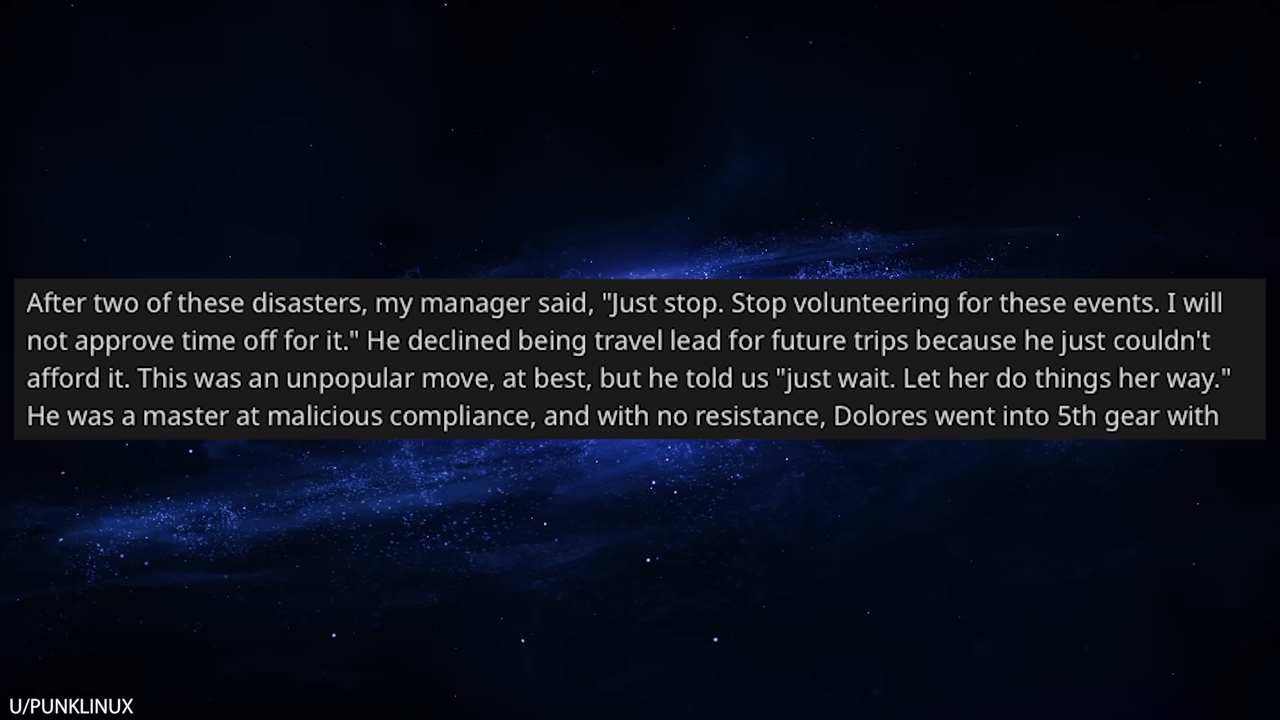 After two of these disasters, my manager said, "Just stop. Stop volunteering for these events. I will
not approve time off for it." He declined being travel lead for future trips because he just couldn't
afford it. This was an unpopular move, at best, but he told us "just wait. Let her do things her way."
He was a master at malicious compliance, and with no resistance, Dolores went into 5th gear with
U/PUNKLINUX